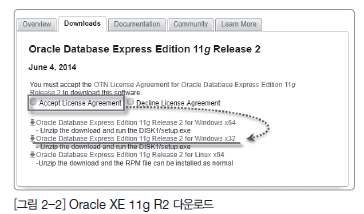 Overview Downloads Documentation Community Learn More
Oracle Database Express Edition 11g Release 2
June 4, 2014
You must accept the OTN License Agreement for Oracle Database Express Edition 11g
Release 2 to download this software.
Accept License Agreement Decline License Agreement
Oracle Database Express Edition 11g Release 2 for Windows x64
- Unzip the download and run the DISK1/setup.exe
Oracle Database Express Edition 11g Release 2 for Windows x32
- Unzip the download and run the DISK1/setup.exe
Oracle Database Express Edition 11g Release 2 for Linux x64
-Unzip the download and the RPM file can be installed as normal
[그림 2-2] Oracle XE 11g R2 다운로드